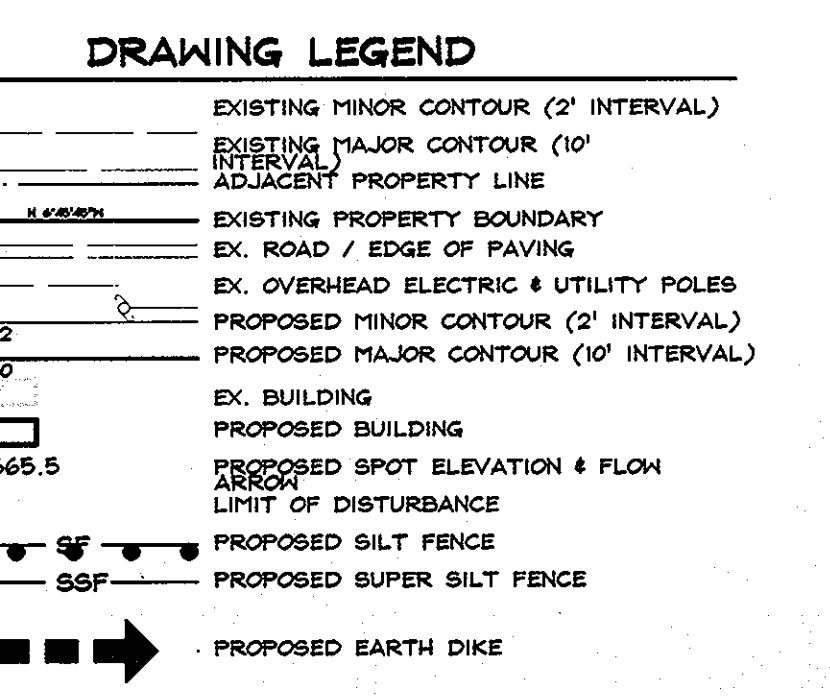 DRAWING LEGEND
EXISTING MINOR CONTOUR (2' INTERVAL)
EXISTING MAJOR CONTOUR (10'
INTERVAL)
ADJACENT PROPERTY LINE
EXISTING PROPERTY BOUNDARY
EX. ROAD / EDGE OF PAVING
EX. OVERHEAD ELECTRIC & UTILITY POLES
PROPOSED MINOR CONTOUR (2' INTERVAL)
2
PROPOSED MAJOR CONTOUR (10' INTERVAL)
0
EX. BUILDING
PROPOSED BUILDING
565.5 PROPOSED SPOT ELEVATION & FLOW
ARROW
LIMIT OF DISTURBANCE
SF PROPOSED SILT FENCE
SSF PROPOSED SUPER SILT FENCE
PROPOSED EARTH DIKE